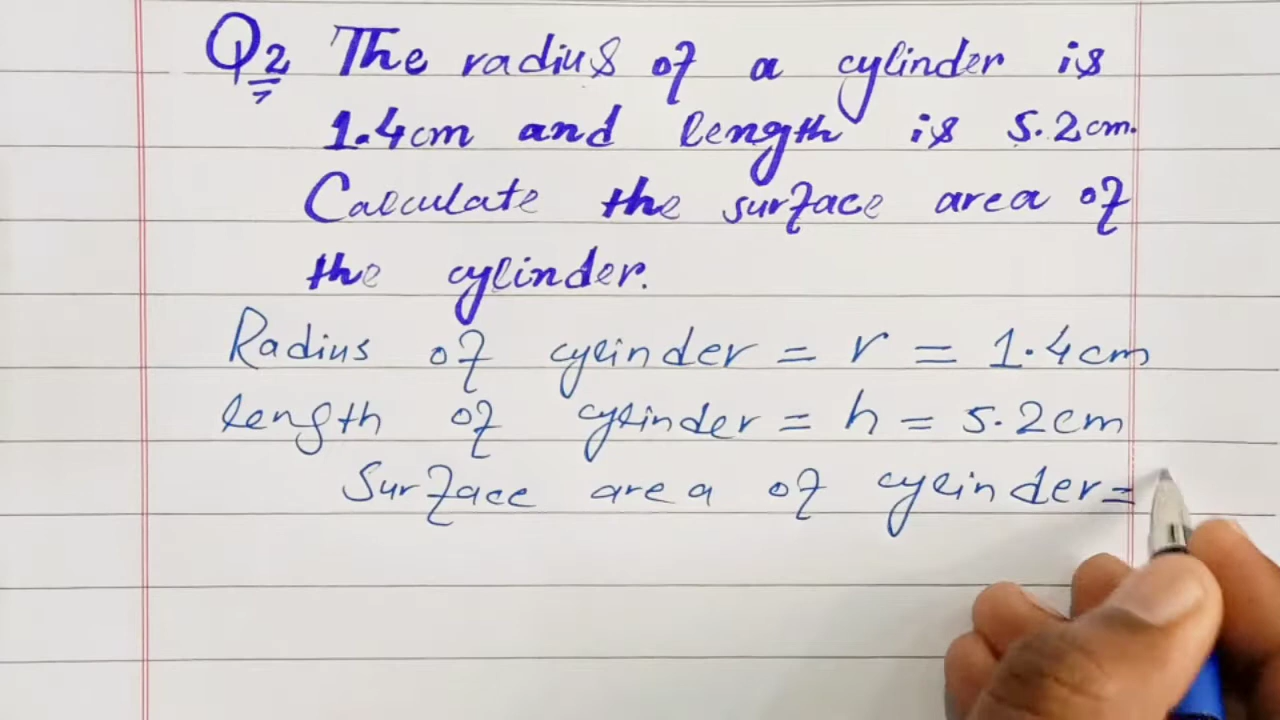 Q2 The radius of a cylinder is
1.4cm and length is 5.2cm.
Calculate the surface area of
the cylinder.
Radius of cylinder = r = 1.4cm
length of cylinder = h = 5.2cm
Surface area of cylinder =